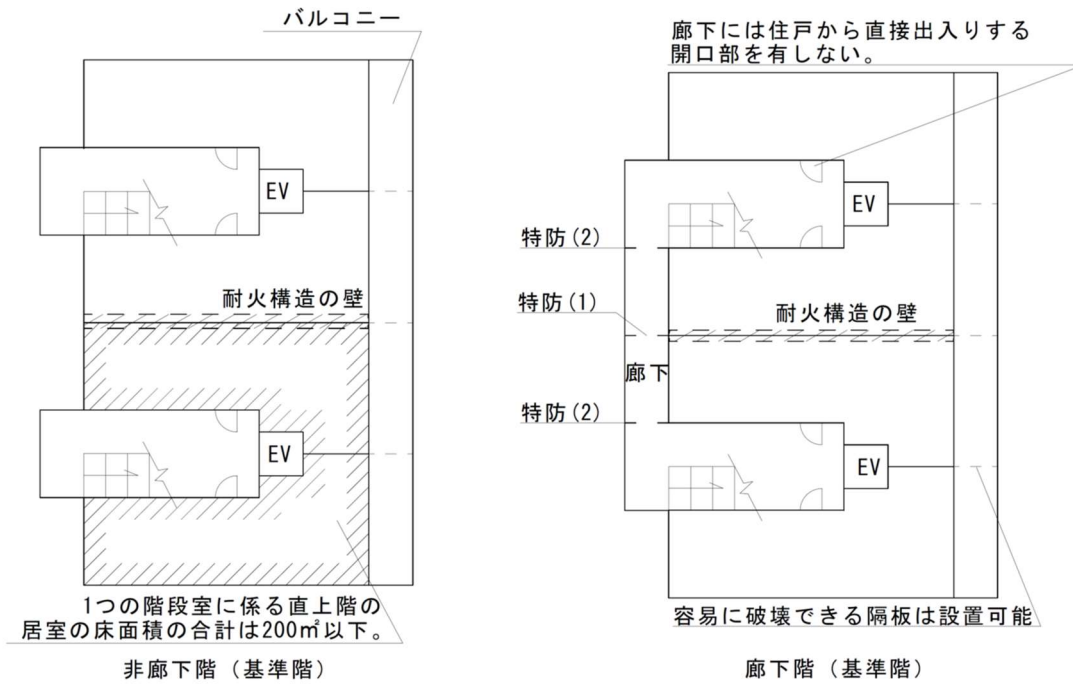 バルコニー
EV
耐火構造の壁
EV
1つの階段室に係る直上階の
居室の床面積の合計は200㎡以下。
非廊下階（基準階）
廊下には住戸から直接出入りする
開口部を有しない。
EV
特防(2)
特防(1)
耐火構造の壁
廊下
特防(2)
EV
容易に破壊できる隔板は設置可能
廊下階（基準階）